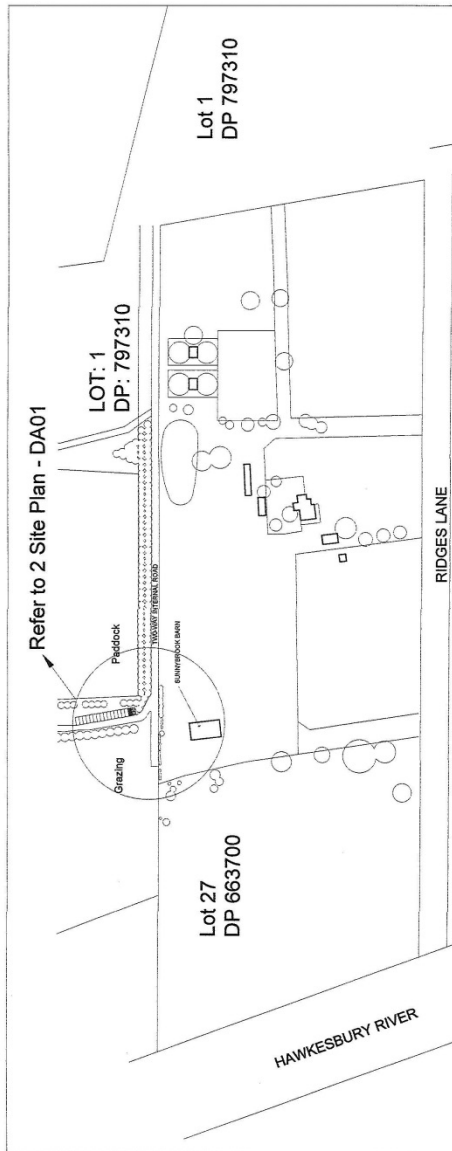 Refer to 2 Site Plan - DA01
Lot 1
DP 797310
LOT: 1
DP: 797310
Paddock
Grazing
TWO-WAY INTERNAL ROAD
SUNNYBROOK BARN
Lot 27
DP 663700
RIDGES LANE
HAWKESBURY RIVER